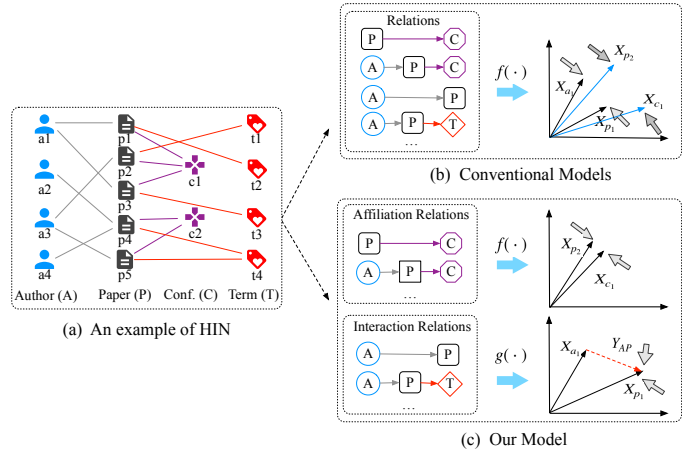 a1
a2
a3
a4
p1
p2
p3
p4
p5
c1
c2
t1
t2
t3
t4
Author (A) Paper (P) Conf. (C) Term (T)
(a) An example of HIN
Relations
P C
A P C
A P
A P T
...
f(·)
X_{p_2}
X_{a_1}
X_{c_1}
X_{p_1}
(b) Conventional Models
Affiliation Relations
P C
A P C
...
f(·)
X_{p_2}
X_{c_1}
Interaction Relations
A P
A P T
...
g(·)
X_{a_1}
Y_{AP}
X_{p_1}
(c) Our Model